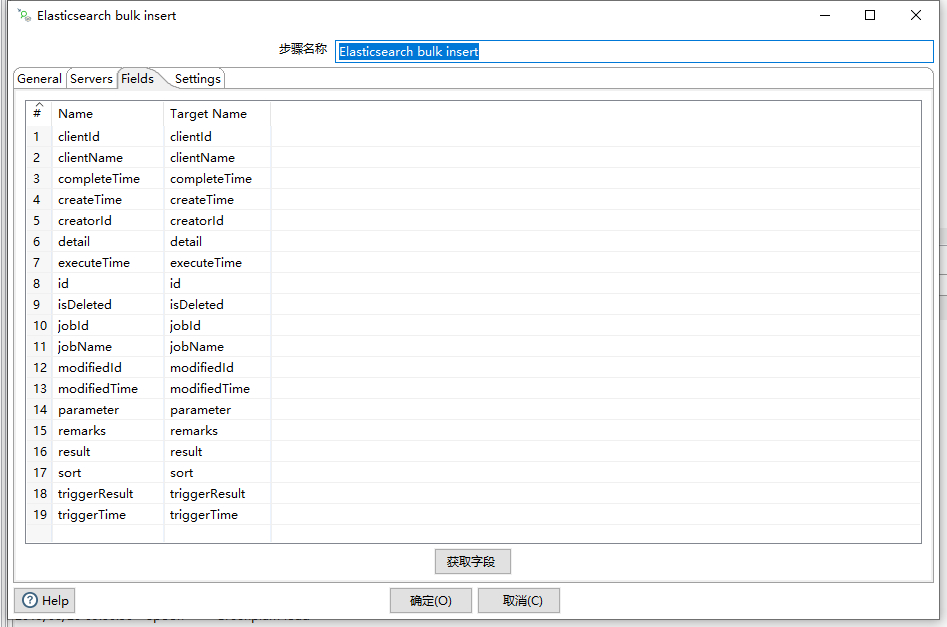 Elasticsearch bulk insert
步骤名称 Elasticsearch bulk insert
General Servers Fields Settings
# Name Target Name
1 clientId clientId
2 clientName clientName
3 completeTime completeTime
4 createTime createTime
5 creatorId creatorId
6 detail detail
7 executeTime executeTime
8 id id
9 isDeleted isDeleted
10 jobId jobId
11 jobName jobName
12 modifiedId modifiedId
13 modifiedTime modifiedTime
14 parameter parameter
15 remarks remarks
16 result result
17 sort sort
18 triggerResult triggerResult
19 triggerTime triggerTime
获取字段
Help 确定(O) 取消(C)